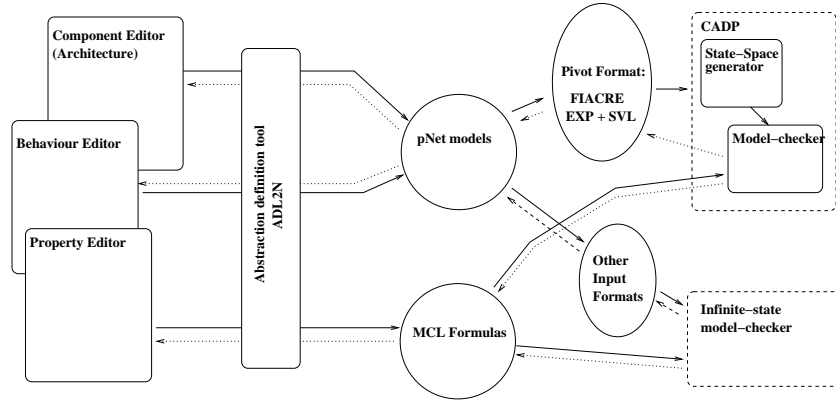 Component Editor
(Architecture)
Behaviour Editor
Property Editor
Abstraction definition tool
ADL2N
pNet models
MCL Formulas
Pivot Format:
FIACRE
EXP + SVL
Other
Input
Formats
CADP
State−Space
generator
Model−checker
Infinite−state
model−checker